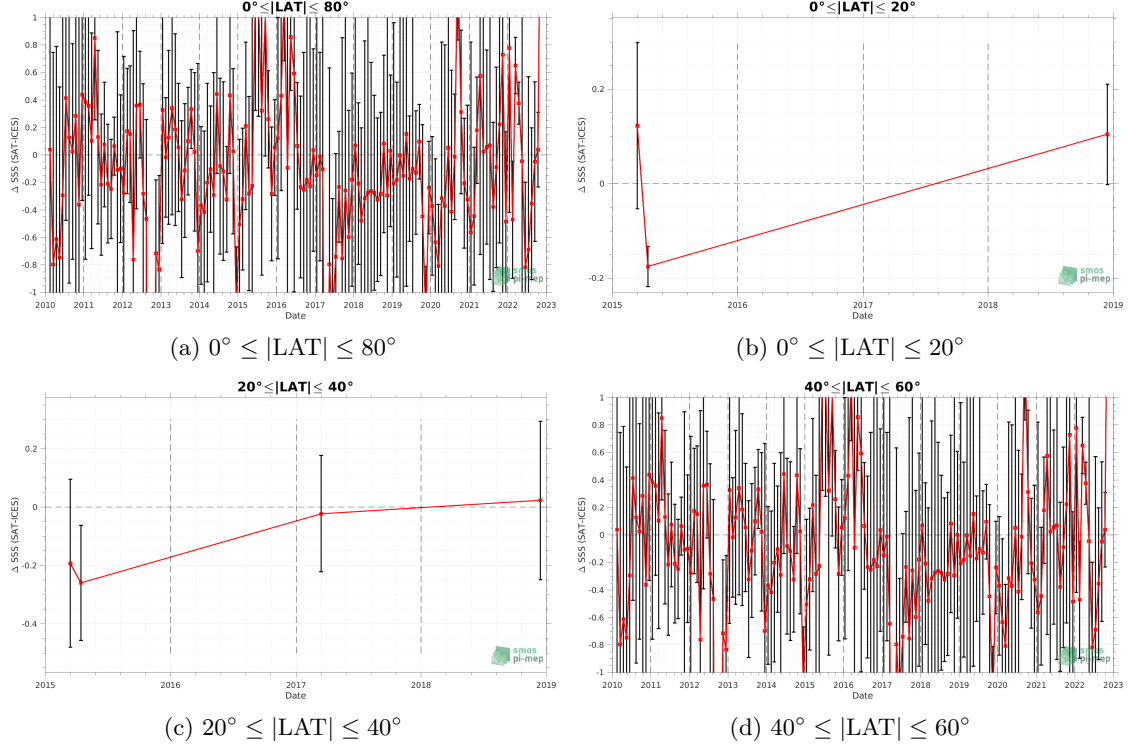 0°≤|LAT|≤ 80°
Δ SSS (SAT-ICES)
1
0.8
0.6
0.4
0.2
0
-0.2
-0.4
-0.6
-0.8
-1
2010 2011 2012 2013 2014 2015 2016 2017 2018 2019 2020 2021 2022 2023
Date
smos
pi-mep
(a) 0° ≤ |LAT| ≤ 80°
0°≤|LAT|≤ 20°
Δ SSS (SAT-ICES)
0.2
0
-0.2
2015 2016 2017 2018 2019
Date
smos
pi-mep
(b) 0° ≤ |LAT| ≤ 20°
20°≤|LAT|≤ 40°
Δ SSS (SAT-ICES)
0.2
0
-0.2
-0.4
2015 2016 2017 2018 2019
Date
smos
pi-mep
(c) 20° ≤ |LAT| ≤ 40°
40°≤|LAT|≤ 60°
Δ SSS (SAT-ICES)
1
0.8
0.6
0.4
0.2
0
-0.2
-0.4
-0.6
-0.8
-1
2010 2011 2012 2013 2014 2015 2016 2017 2018 2019 2020 2021 2022 2023
Date
smos
pi-mep
(d) 40° ≤ |LAT| ≤ 60°